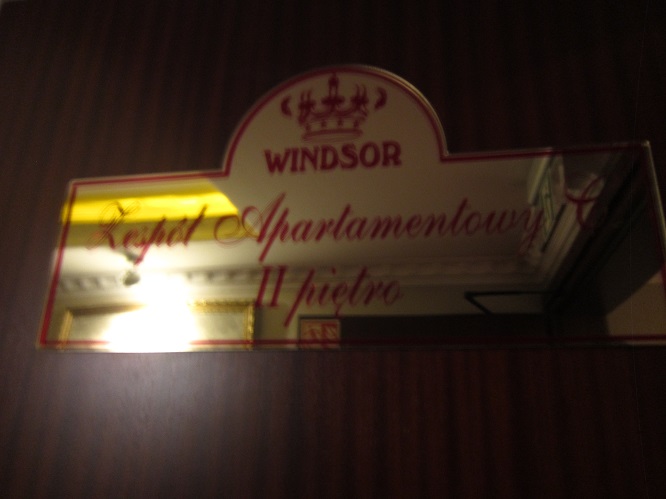 WINDSOR
Zespół Apartamentowy C
II piętro